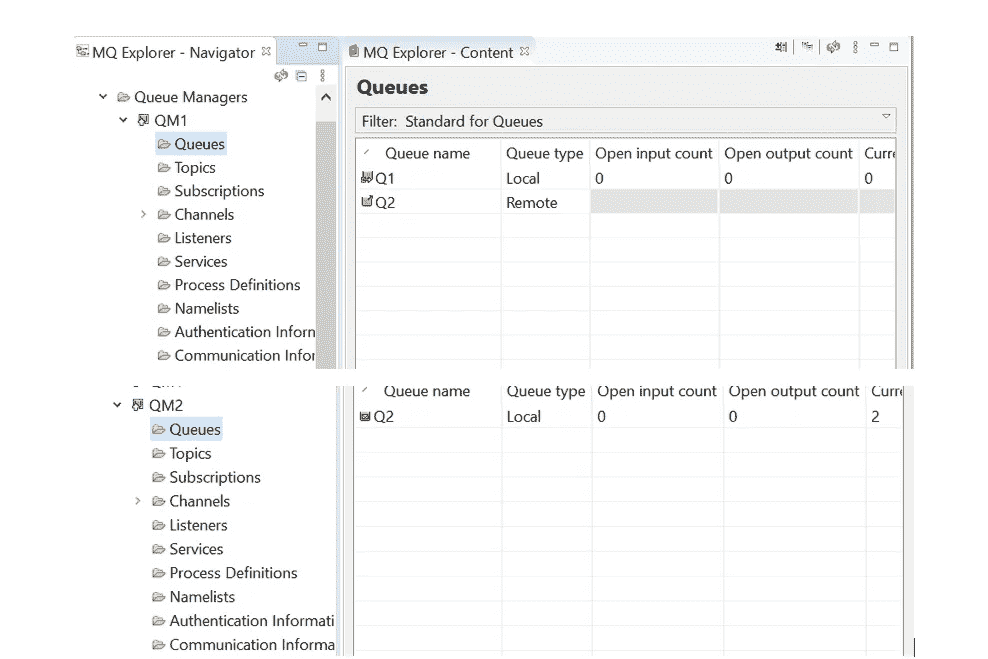 MQ Explorer - Navigator
Queue Managers
QM1
Queues
Topics
Subscriptions
Channels
Listeners
Services
Process Definitions
Namelists
Authentication Inforn
Communication Infor
MQ Explorer - Content
Queues
Filter: Standard for Queues
Queue name Queue type Open input count Open output count Curre
Q1 Local 0 0 0
Q2 Remote
QM2
Queues
Topics
Subscriptions
Channels
Listeners
Services
Process Definitions
Namelists
Authentication Informati
Communication Informa
Queue name Queue type Open input count Open output count Curre
Q2 Local 0 0 2